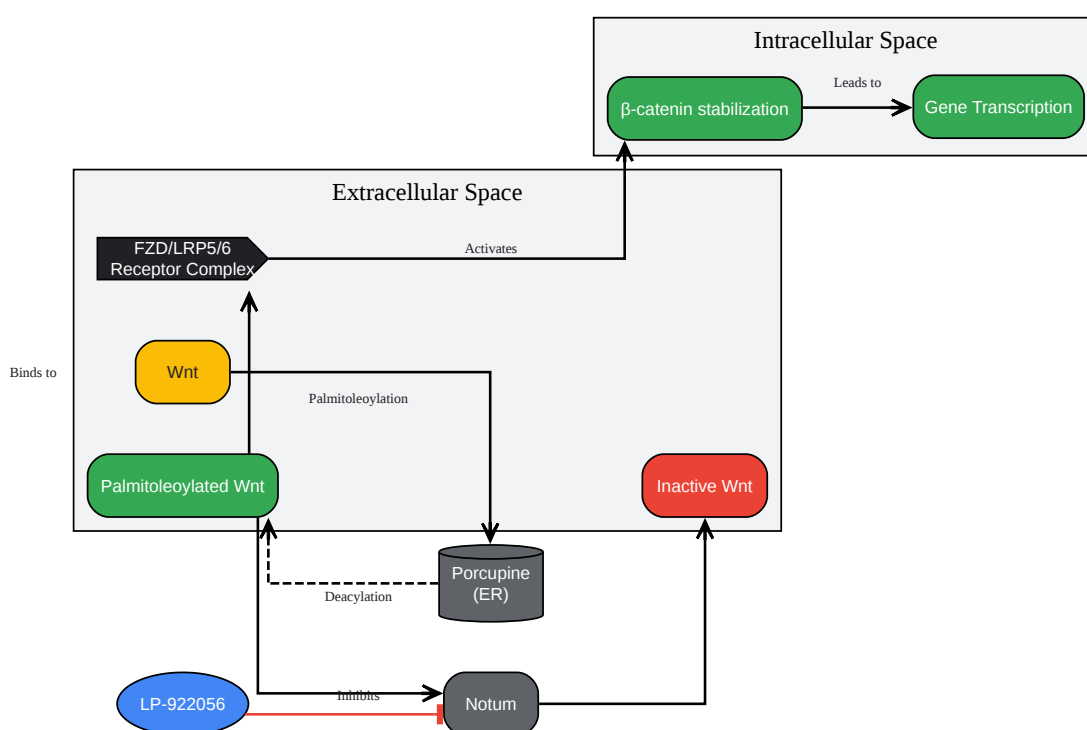 Intracellular Space
β-catenin stabilization
Leads to
Gene Transcription
Extracellular Space
FZD/LRP5/6
Receptor Complex
Activates
Binds to
Wnt
Palmitoleoylation
Palmitoleoylated Wnt
Inactive Wnt
Porcupine
(ER)
Deacylation
LP-922056
Inhibits
Notum